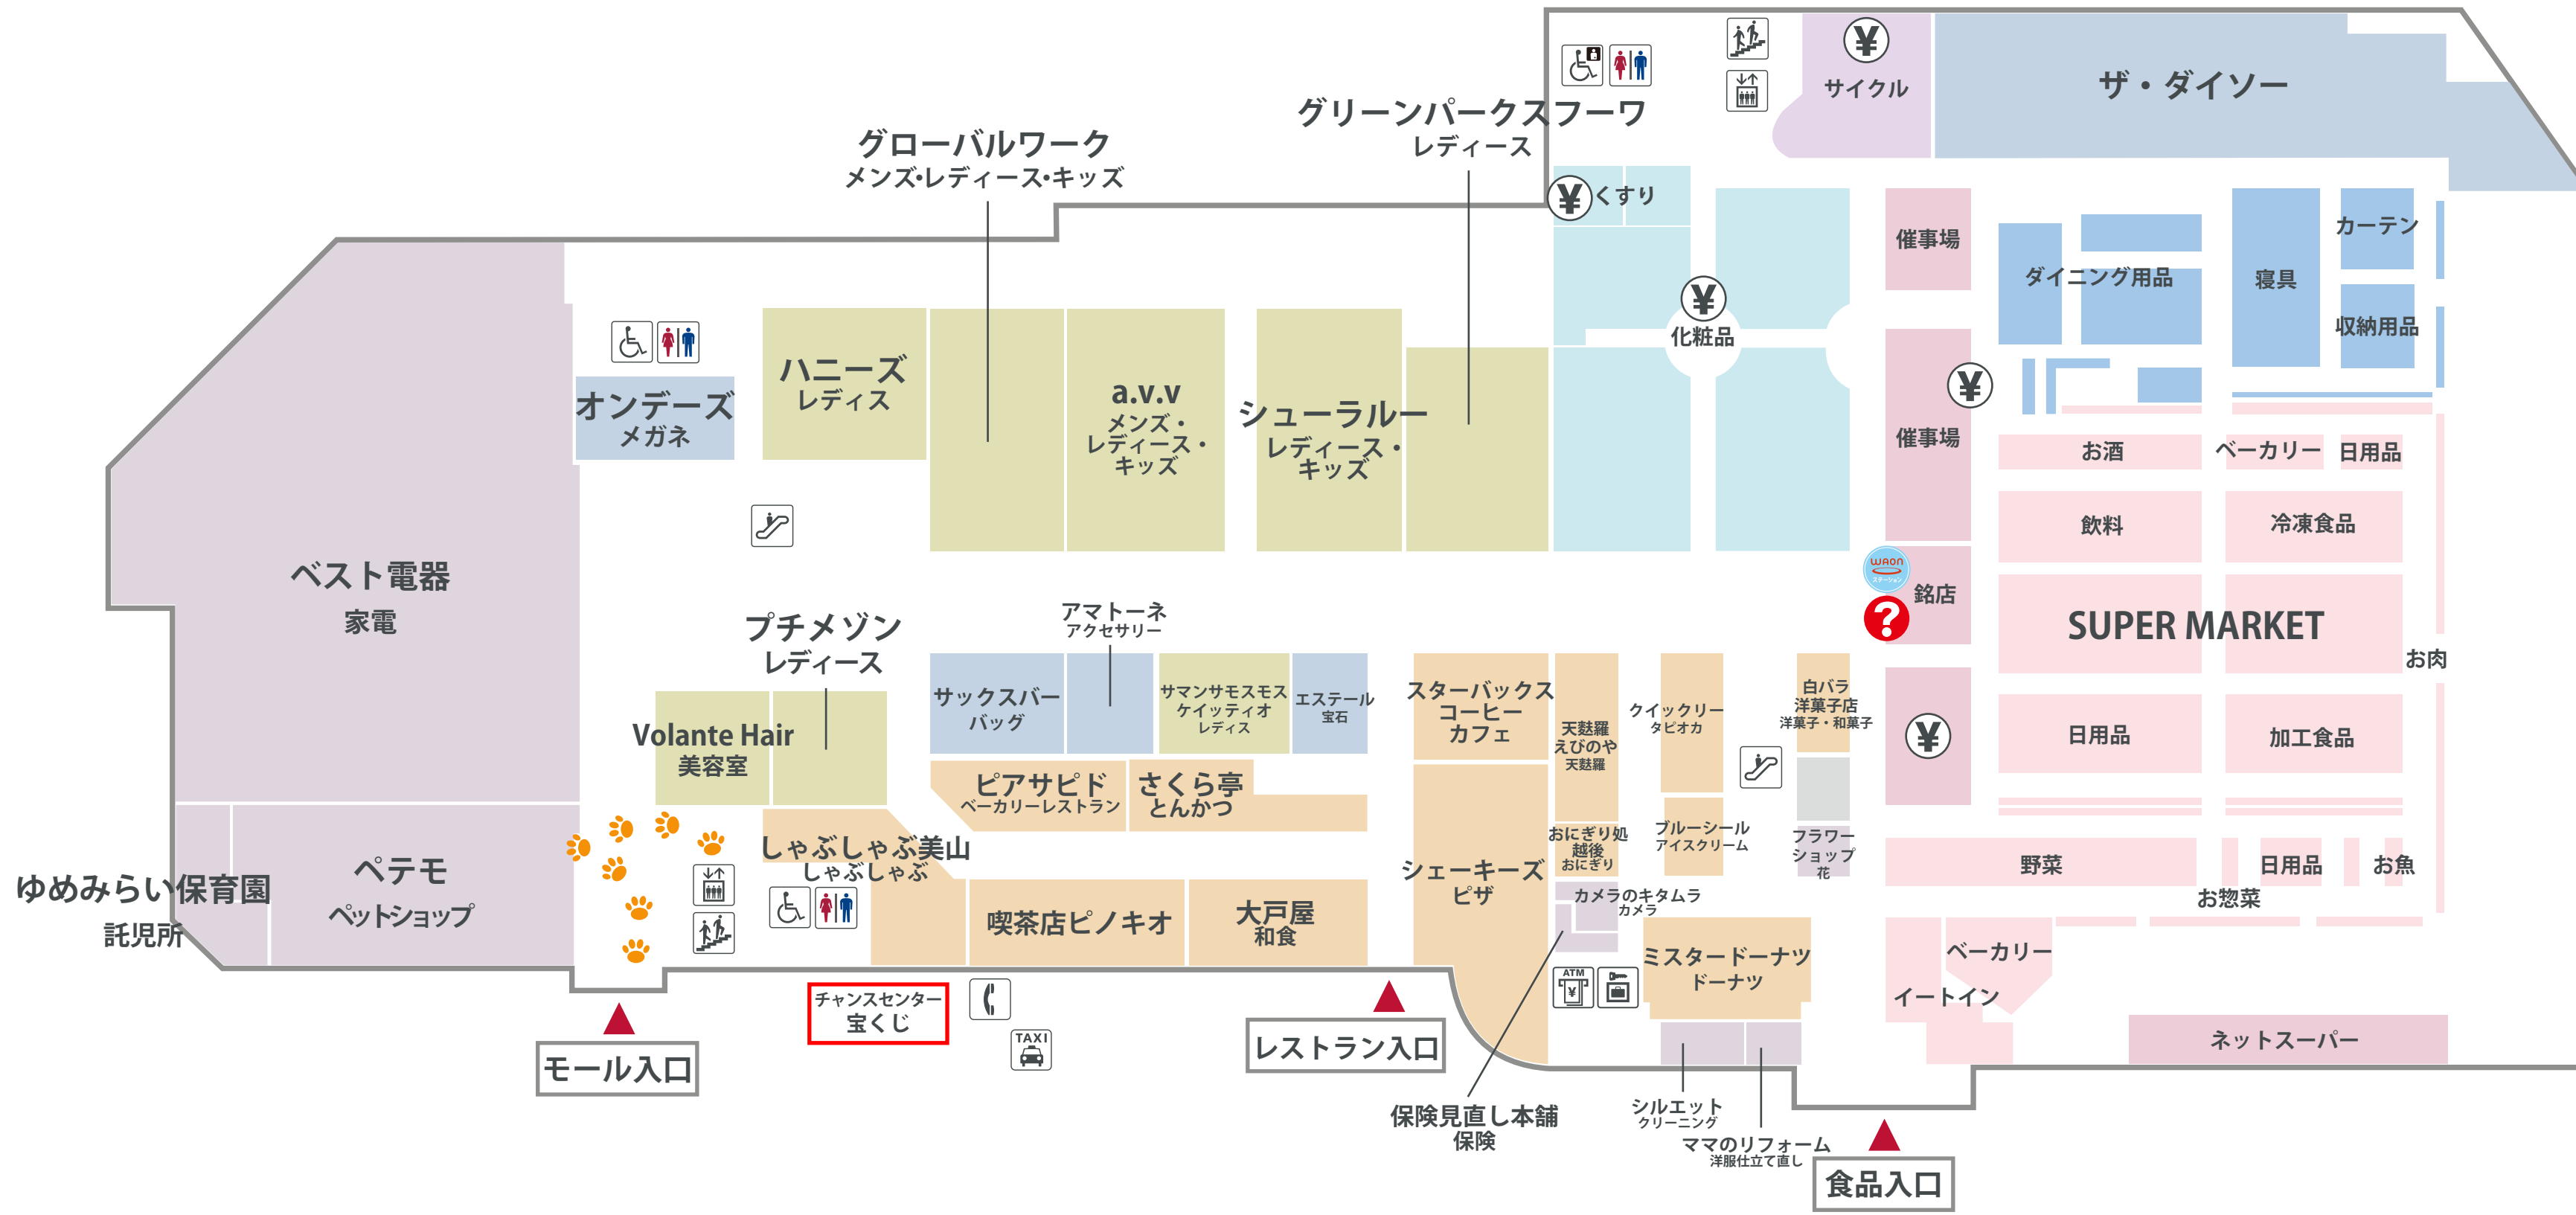 サイクル
ザ・ダイソー
グリーンパークスフーワ
レディース
グローバルワーク
メンズ・レディース・キッズ
くすり
催事場
ダイニング用品
寝具
カーテン
収納用品
化粧品
オンデーズ
メガネ
ハニーズ
レディス
a.v.v
メンズ・
レディース・
キッズ
シューラルー
レディース・
キッズ
催事場
お酒
ベーカリー
日用品
飲料
冷凍食品
ベスト電器
家電
WAON
ステーション
銘店
?
SUPER MARKET
お肉
プチメゾン
レディース
アマトーネ
アクセサリー
サックスバー
バッグ
サマンサモスモス
ケイッティオ
レディス
エステール
宝石
スターバックス
コーヒー
カフェ
天麩羅
えびのや
天麩羅
クイックリー
タピオカ
白バラ
洋菓子店
洋菓子・和菓子
日用品
加工食品
Volante Hair
美容室
ピアサピド
ベーカリーレストラン
さくら亭
とんかつ
しゃぶしゃぶ美山
しゃぶしゃぶ
シェーキーズ
ピザ
おにぎり処
越後
おにぎり
ブルーシール
アイスクリーム
フラワー
ショップ
花
野菜
日用品
お魚
お惣菜
ゆめみらい保育園
託児所
ペテモ
ペットショップ
喫茶店ピノキオ
大戸屋
和食
カメラのキタムラ
カメラ
ATM
ミスタードーナツ
ドーナツ
ベーカリー
イートイン
ネットスーパー
チャンスセンター
宝くじ
TAXI
モール入口
レストラン入口
保険見直し本舗
保険
シルエット
クリーニング
ママのリフォーム
洋服仕立て直し
食品入口